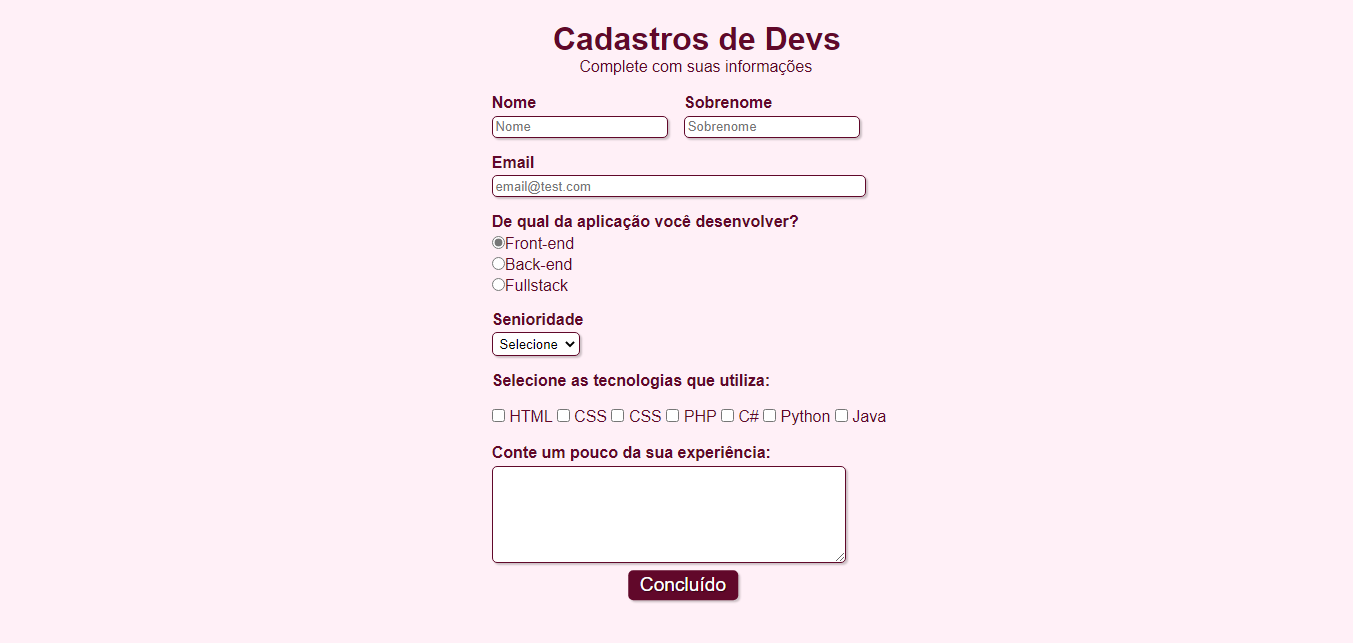 Cadastros de Devs
Complete com suas informações
Nome Sobrenome
Nome Sobrenome
Email
email@test.com
De qual da aplicação você desenvolver?
Front-end
Back-end
Fullstack
Senioridade
Selecione
Selecione as tecnologias que utiliza:
HTML CSS CSS PHP C# Python Java
Conte um pouco da sua experiência:
Concluído